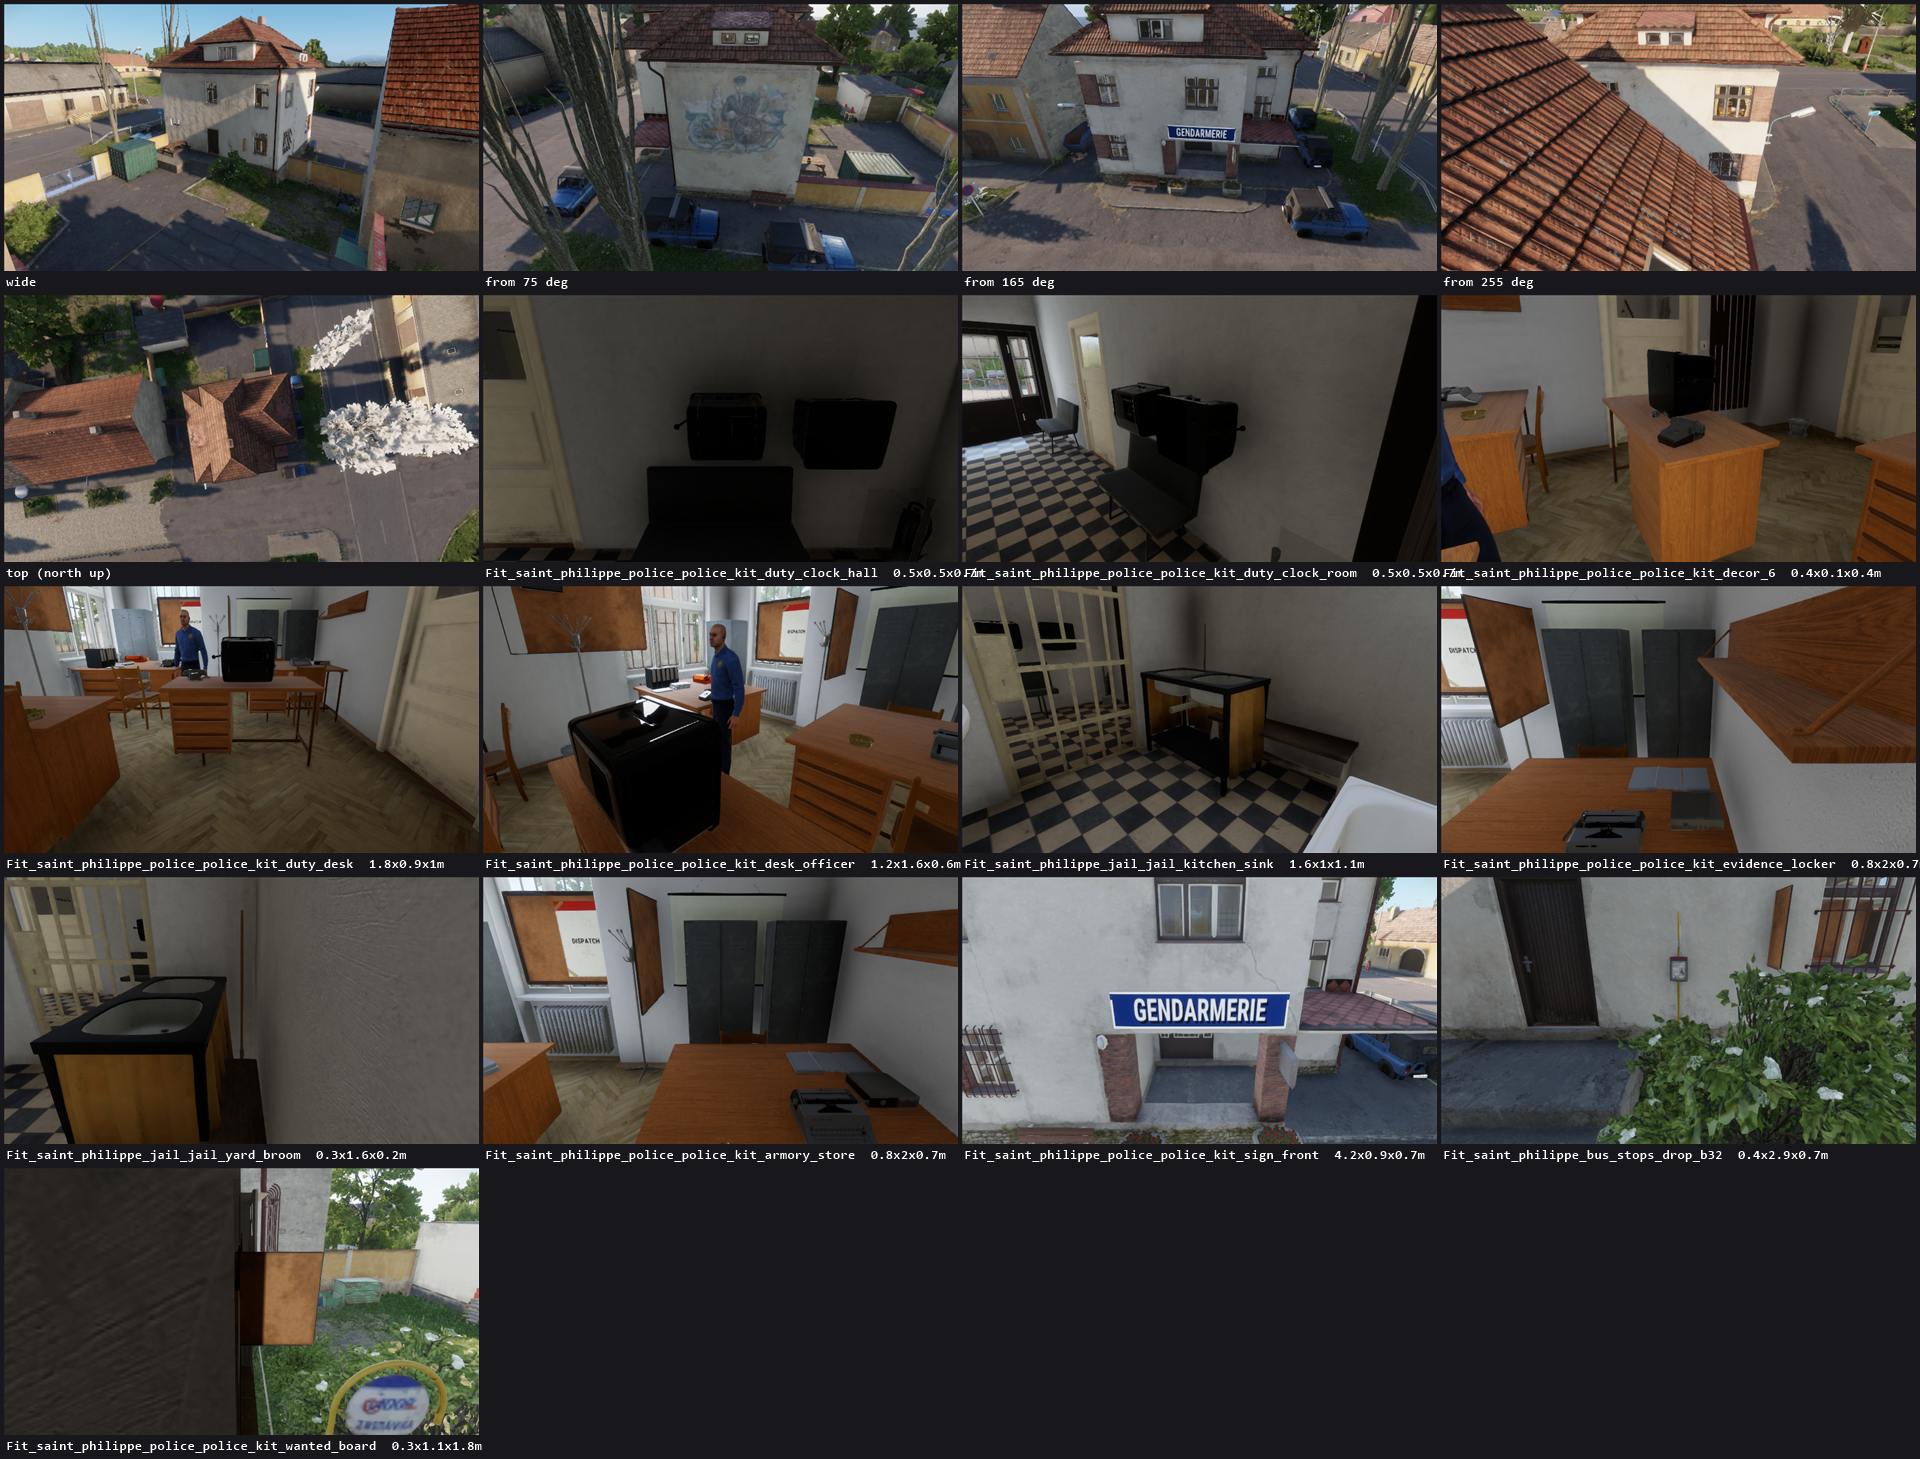 GENDARMERIE
wide
from 75 deg
from 165 deg
from 255 deg
top (north up)
Fit_saint_philippe_police_police_kit_duty_clock_hall 0.5x0.5x0.7m
Fit_saint_philippe_police_police_kit_duty_clock_room 0.5x0.5x0.7m
Fit_saint_philippe_police_police_kit_decor_6 0.4x0.1x0.4m
DISPATCH
DISPATCH
Fit_saint_philippe_police_police_kit_duty_desk 1.8x0.9x1m
Fit_saint_philippe_police_police_kit_desk_officer 1.2x1.6x0.6m
Fit_saint_philippe_jail_jail_kitchen_sink 1.6x1x1.1m
Fit_saint_philippe_police_police_kit_evidence_locker 0.8x2x0.7
DISPATCH
GENDARMERIE
Fit_saint_philippe_jail_jail_yard_broom 0.3x1.6x0.2m
Fit_saint_philippe_police_police_kit_armory_store 0.8x2x0.7m
Fit_saint_philippe_police_police_kit_sign_front 4.2x0.9x0.7m
Fit_saint_philippe_bus_stops_drop_b32 0.4x2.9x0.7m
Fit_saint_philippe_police_police_kit_wanted_board 0.3x1.1x1.8m